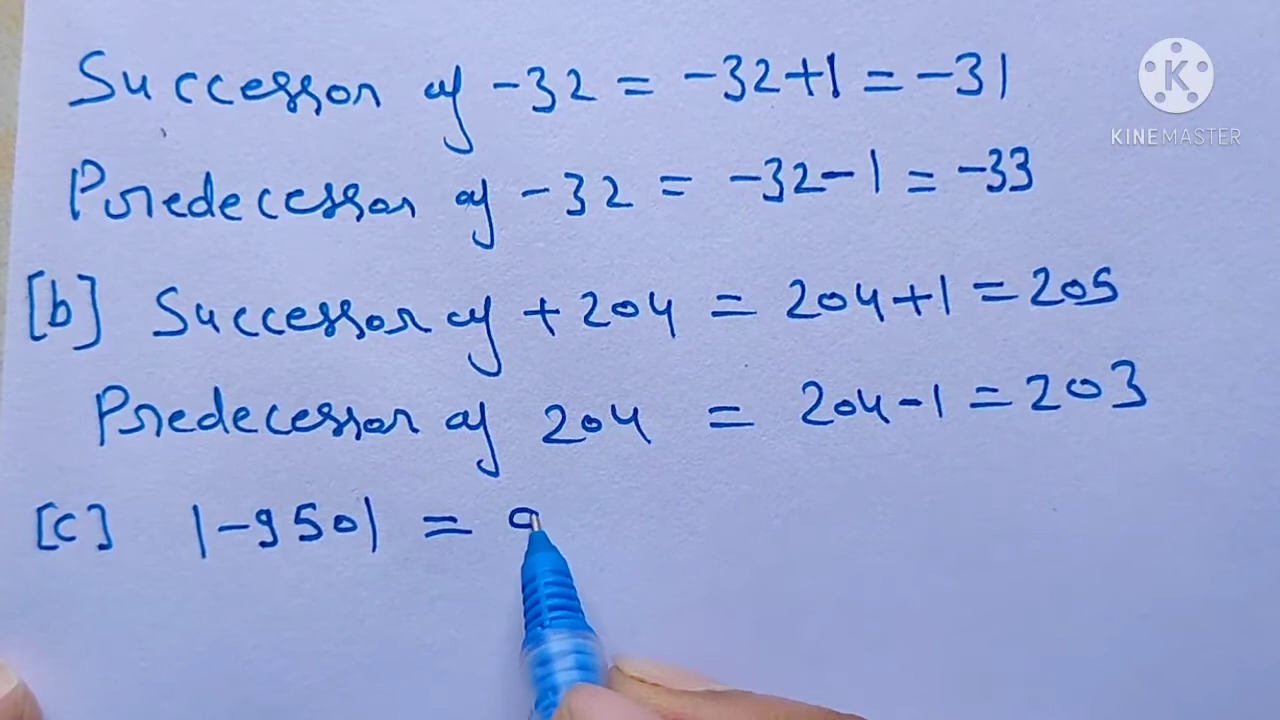 Successor of -32 = -32+1 = -31
Predecessor of -32 = -32-1 = -33
[b] Successor of +204 = 204+1 = 205
Predecessor of 204 = 204-1 = 203
[c] |-950| = 9
KINEMASTER